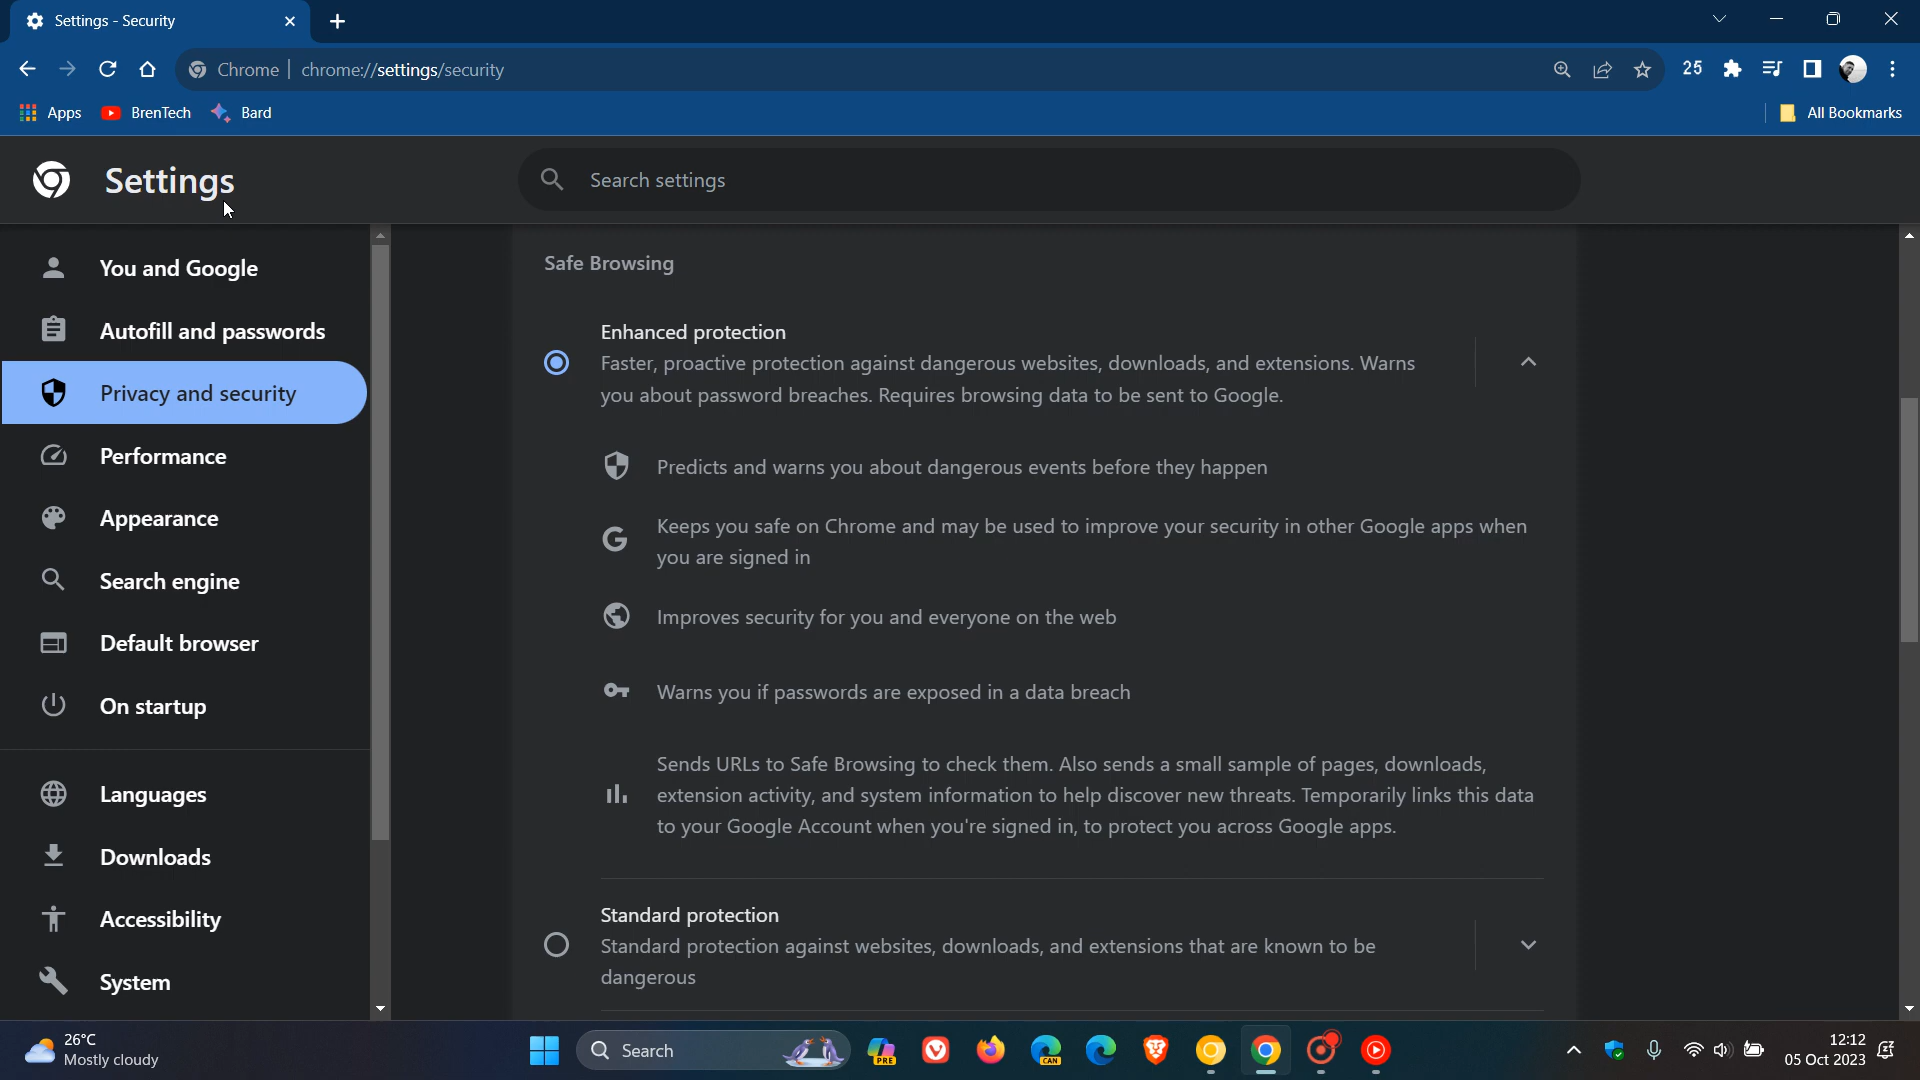 Settings - Security
Chrome | chrome://settings/security
25
Apps
BrenTech
Bard
All Bookmarks
Settings
Search settings
You and Google
Autofill and passwords
Privacy and security
Performance
Appearance
Search engine
Default browser
On startup
Languages
Downloads
Accessibility
System
Safe Browsing
Enhanced protection
Faster, proactive protection against dangerous websites, downloads, and extensions. Warns
you about password breaches. Requires browsing data to be sent to Google.
Predicts and warns you about dangerous events before they happen
Keeps you safe on Chrome and may be used to improve your security in other Google apps when
you are signed in
Improves security for you and everyone on the web
Warns you if passwords are exposed in a data breach
Sends URLs to Safe Browsing to check them. Also sends a small sample of pages, downloads,
extension activity, and system information to help discover new threats. Temporarily links this data
to your Google Account when you're signed in, to protect you across Google apps.
Standard protection
Standard protection against websites, downloads, and extensions that are known to be
dangerous
26°C
Mostly cloudy
Search
PRE
CAN
12:12
05 Oct 2023